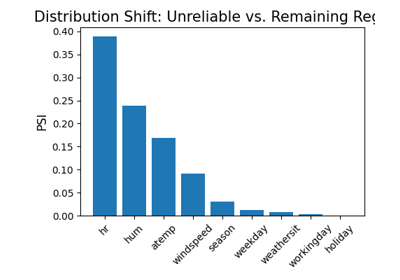 Distribution Shift: Unreliable vs. Remaining
PSI
0.40
0.35
0.30
0.25
0.20
0.15
0.10
0.05
0.00
hr
hum
atemp
windspeed
season
weekday
weathersit
workingday
holiday